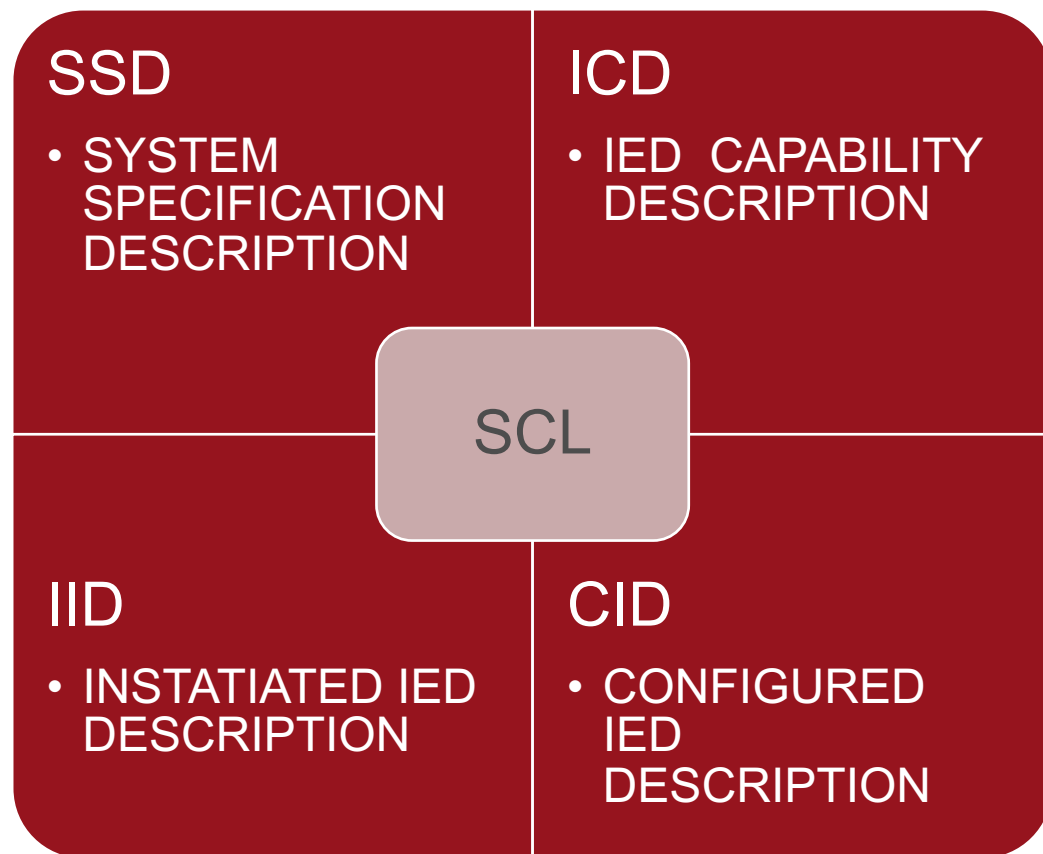 SSD
• SYSTEM
SPECIFICATION
DESCRIPTION
ICD
• IED CAPABILITY
DESCRIPTION
SCL
IID
• INSTATIATED IED
DESCRIPTION
CID
• CONFIGURED
IED
DESCRIPTION